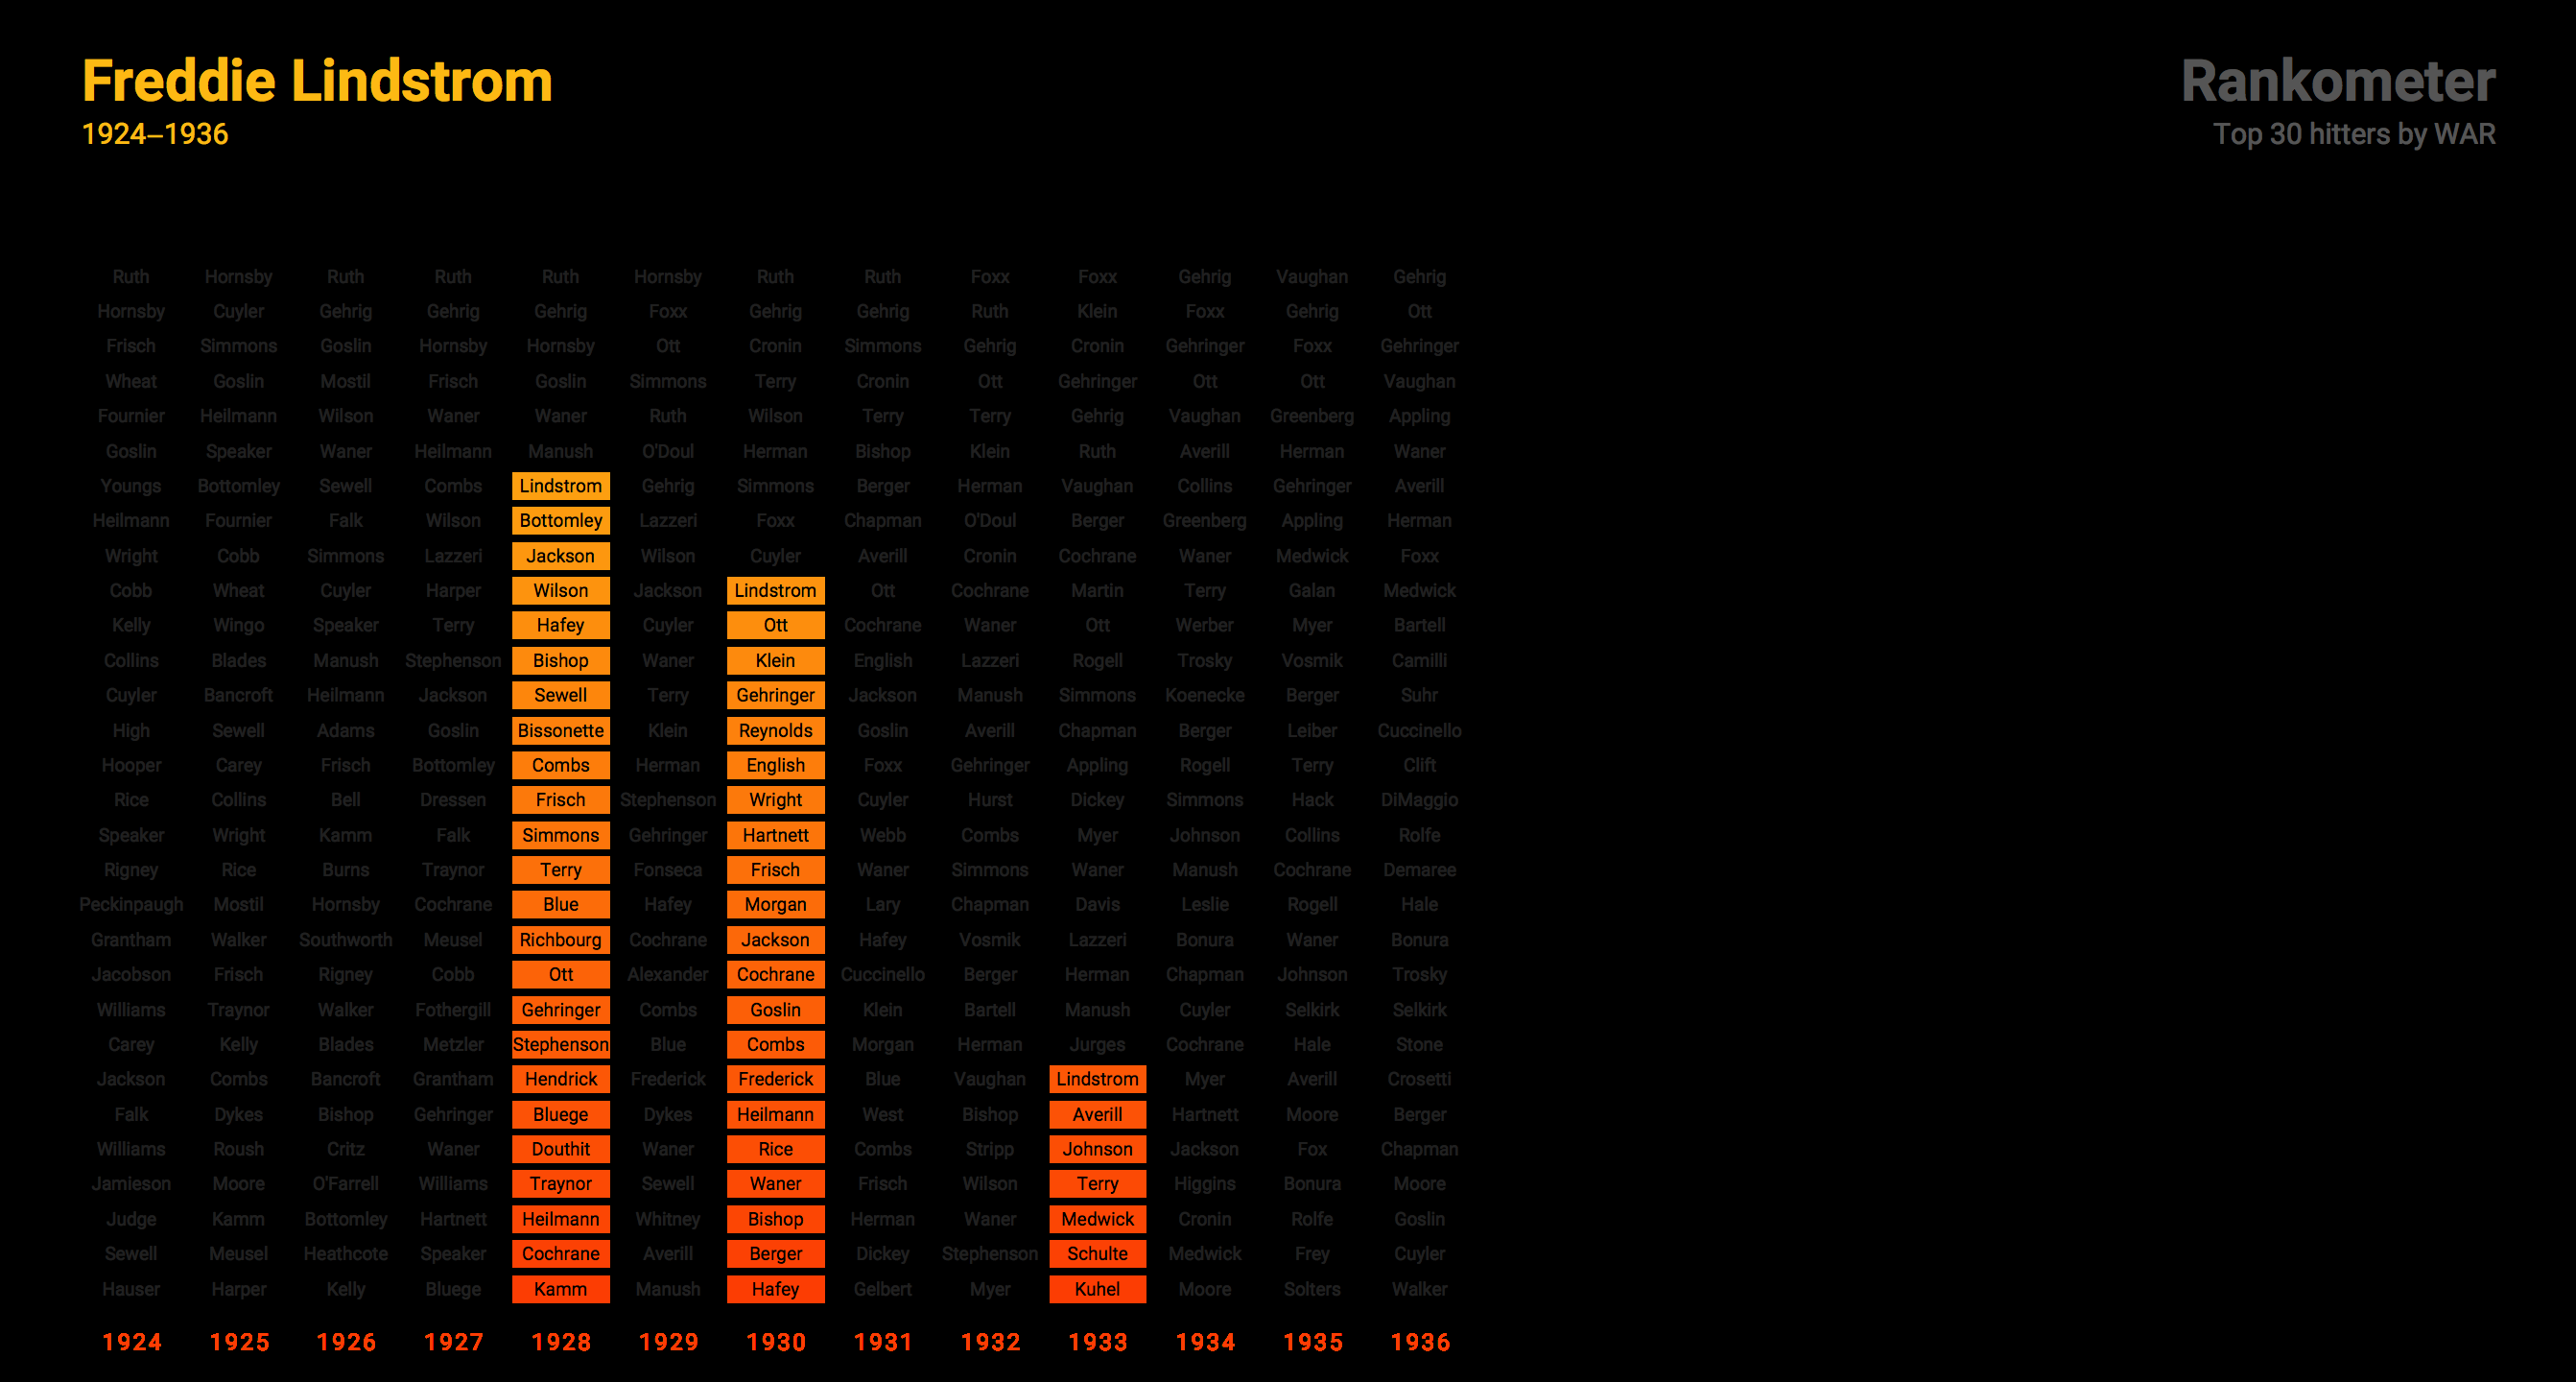 Freddie Lindstrom
1924–1936
Rankometer
Top 30 hitters by WAR
Ruth Hornsby Ruth Ruth Ruth Hornsby Ruth Ruth Foxx Foxx Gehrig Vaughan Gehrig
Hornsby Cuyler Gehrig Gehrig Gehrig Foxx Gehrig Gehrig Ruth Klein Foxx Gehrig Ott
Frisch Simmons Goslin Hornsby Hornsby Ott Cronin Simmons Gehrig Cronin Gehringer Foxx Gehringer
Wheat Goslin Mostil Frisch Goslin Simmons Terry Cronin Ott Gehringer Ott Ott Vaughan
Fournier Heilmann Wilson Waner Waner Ruth Wilson Terry Terry Gehrig Vaughan Greenberg Appling
Goslin Speaker Waner Heilmann Manush O'Doul Herman Bishop Klein Ruth Averill Herman Waner
Youngs Bottomley Sewell Combs Lindstrom Gehrig Simmons Berger Herman Vaughan Collins Gehringer Averill
Heilmann Fournier Falk Wilson Bottomley Lazzeri Foxx Chapman O'Doul Berger Greenberg Appling Herman
Wright Cobb Simmons Lazzeri Jackson Wilson Cuyler Averill Cronin Cochrane Waner Medwick Foxx
Cobb Wheat Cuyler Harper Wilson Jackson Lindstrom Ott Cochrane Martin Terry Galan Medwick
Kelly Wingo Speaker Terry Hafey Cuyler Ott Cochrane Waner Ott Werber Myer Bartell
Collins Blades Manush Stephenson Bishop Waner Klein English Lazzeri Rogell Trosky Vosmik Camilli
Cuyler Bancroft Heilmann Jackson Sewell Terry Gehringer Jackson Manush Simmons Koenecke Berger Suhr
High Sewell Adams Goslin Bissonette Klein Reynolds Goslin Averill Chapman Berger Leiber Cuccinello
Hooper Carey Frisch Bottomley Combs Herman English Foxx Gehringer Appling Rogell Terry Clift
Rice Collins Bell Dressen Frisch Stephenson Wright Cuyler Hurst Dickey Simmons Hack DiMaggio
Speaker Wright Kamm Falk Simmons Gehringer Hartnett Webb Combs Myer Johnson Collins Rolfe
Rigney Rice Burns Traynor Terry Fonseca Frisch Waner Simmons Waner Manush Cochrane Demaree
Peckinpaugh Mostil Hornsby Cochrane Blue Hafey Morgan Lary Chapman Davis Leslie Rogell Hale
Grantham Walker Southworth Meusel Richbourg Cochrane Jackson Hafey Vosmik Lazzeri Bonura Waner Bonura
Jacobson Frisch Rigney Cobb Ott Alexander Cochrane Cuccinello Berger Herman Chapman Johnson Trosky
Williams Traynor Walker Fothergill Gehringer Combs Goslin Klein Bartell Manush Cuyler Selkirk Selkirk
Carey Kelly Blades Metzler Stephenson Blue Combs Morgan Herman Jurges Cochrane Hale Stone
Jackson Combs Bancroft Grantham Hendrick Frederick Frederick Blue Vaughan Lindstrom Myer Averill Crosetti
Falk Dykes Bishop Gehringer Bluege Dykes Heilmann West Bishop Averill Hartnett Moore Berger
Williams Roush Critz Waner Douthit Waner Rice Combs Stripp Johnson Jackson Fox Chapman
Jamieson Moore O'Farrell Williams Traynor Sewell Waner Frisch Wilson Terry Higgins Bonura Moore
Judge Kamm Bottomley Hartnett Heilmann Whitney Bishop Herman Waner Medwick Cronin Rolfe Goslin
Sewell Meusel Heathcote Speaker Cochrane Averill Berger Dickey Stephenson Schulte Medwick Frey Cuyler
Hauser Harper Kelly Bluege Kamm Manush Hafey Gelbert Myer Kuhel Moore Solters Walker
1924 1925 1926 1927 1928 1929 1930 1931 1932 1933 1934 1935 1936